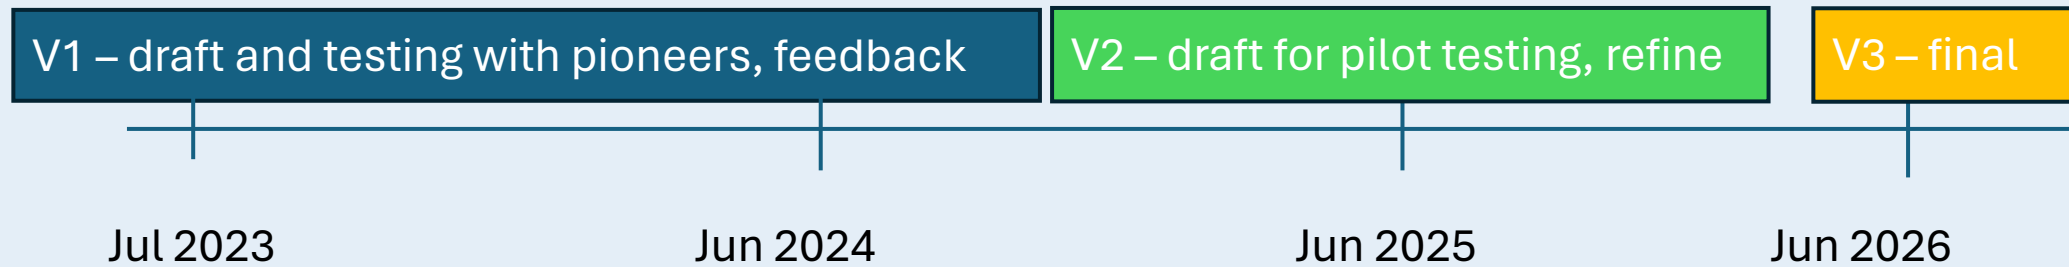 V1 – draft and testing with pioneers, feedback
V2 – draft for pilot testing, refine
V3 – final
Jul 2023
Jun 2024
Jun 2025
Jun 2026